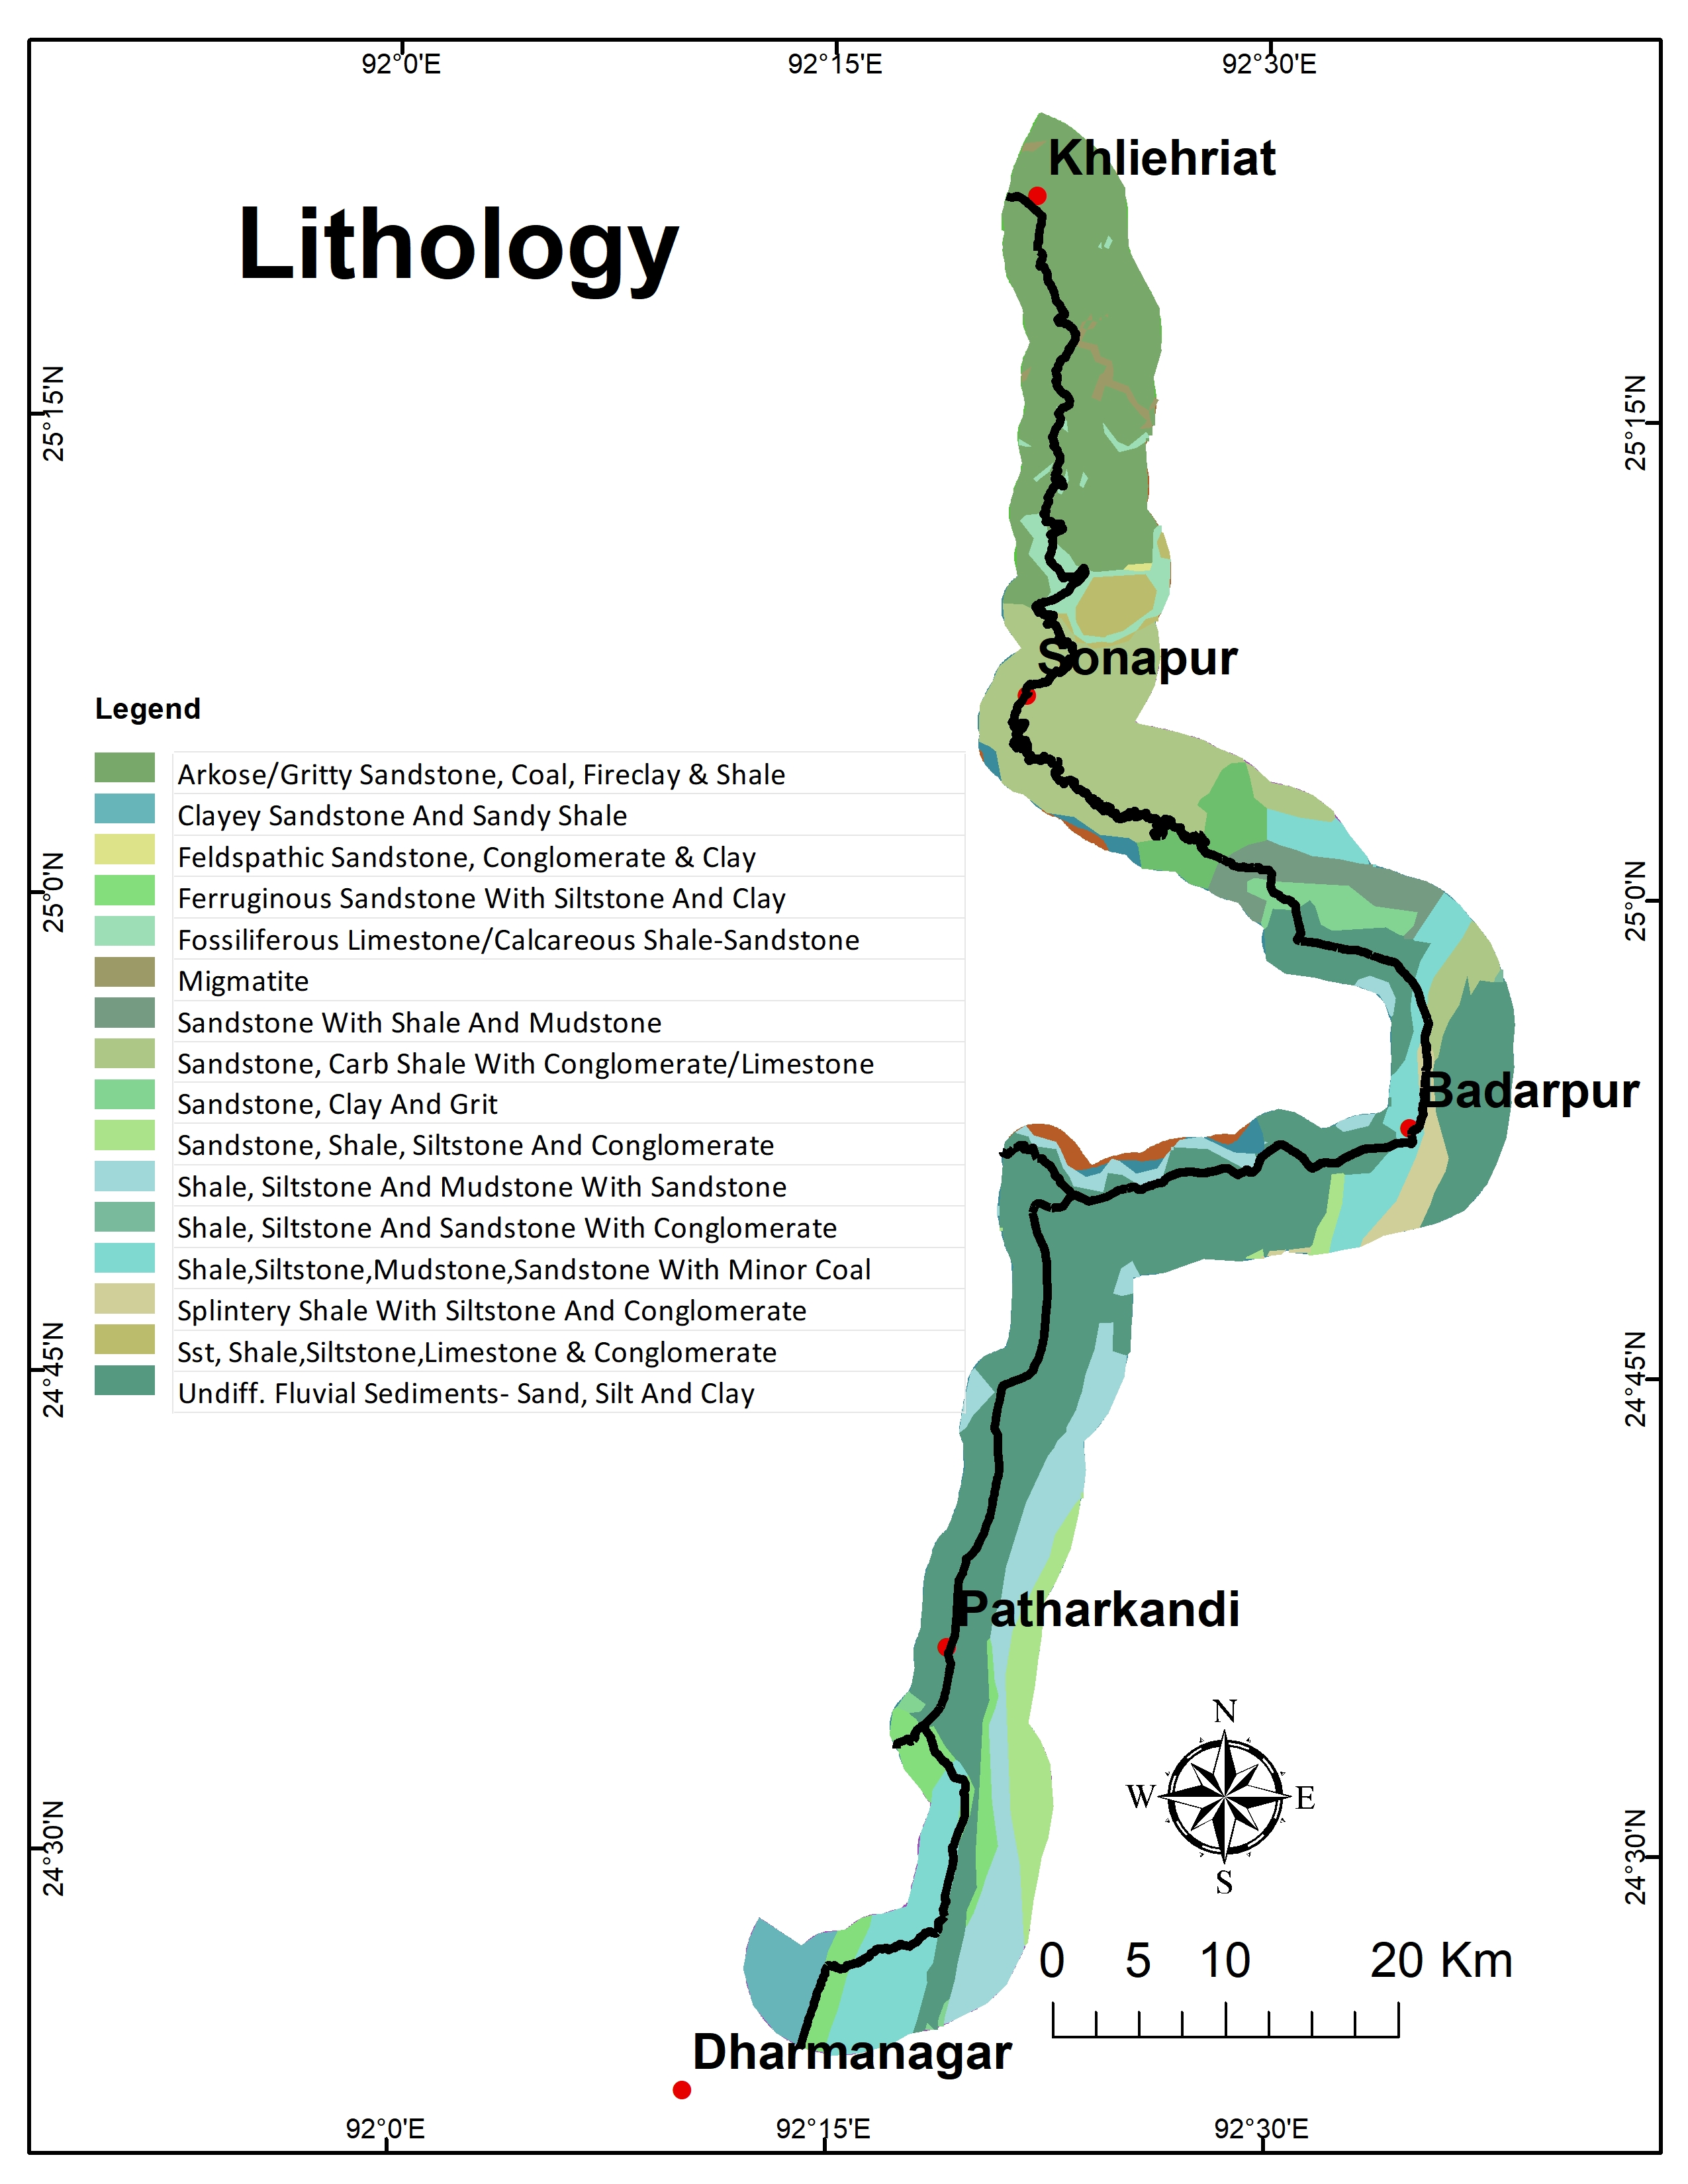 92°0'E
92°15'E
92°30'E
Khliehriat
Lithology
25°15'N
25°15'N
Sonapur
Legend
Arkose/Gritty Sandstone, Coal, Fireclay & Shale
Clayey Sandstone And Sandy Shale
Feldspathic Sandstone, Conglomerate & Clay
Ferruginous Sandstone With Siltstone And Clay
Fossiliferous Limestone/Calcareous Shale-Sandstone
Migmatite
Sandstone With Shale And Mudstone
Sandstone, Carb Shale With Conglomerate/Limestone
Sandstone, Clay And Grit
Sandstone, Shale, Siltstone And Conglomerate
Shale, Siltstone And Mudstone With Sandstone
Shale, Siltstone And Sandstone With Conglomerate
Shale,Siltstone,Mudstone,Sandstone With Minor Coal
Splintery Shale With Siltstone And Conglomerate
Sst, Shale,Siltstone,Limestone & Conglomerate
Undiff. Fluvial Sediments- Sand, Silt And Clay
25°0'N
25°0'N
Badarpur
24°45'N
24°45'N
Patharkandi
N
W
E
S
24°30'N
24°30'N
0 5 10 20 Km
Dharmanagar
92°0'E
92°15'E
92°30'E